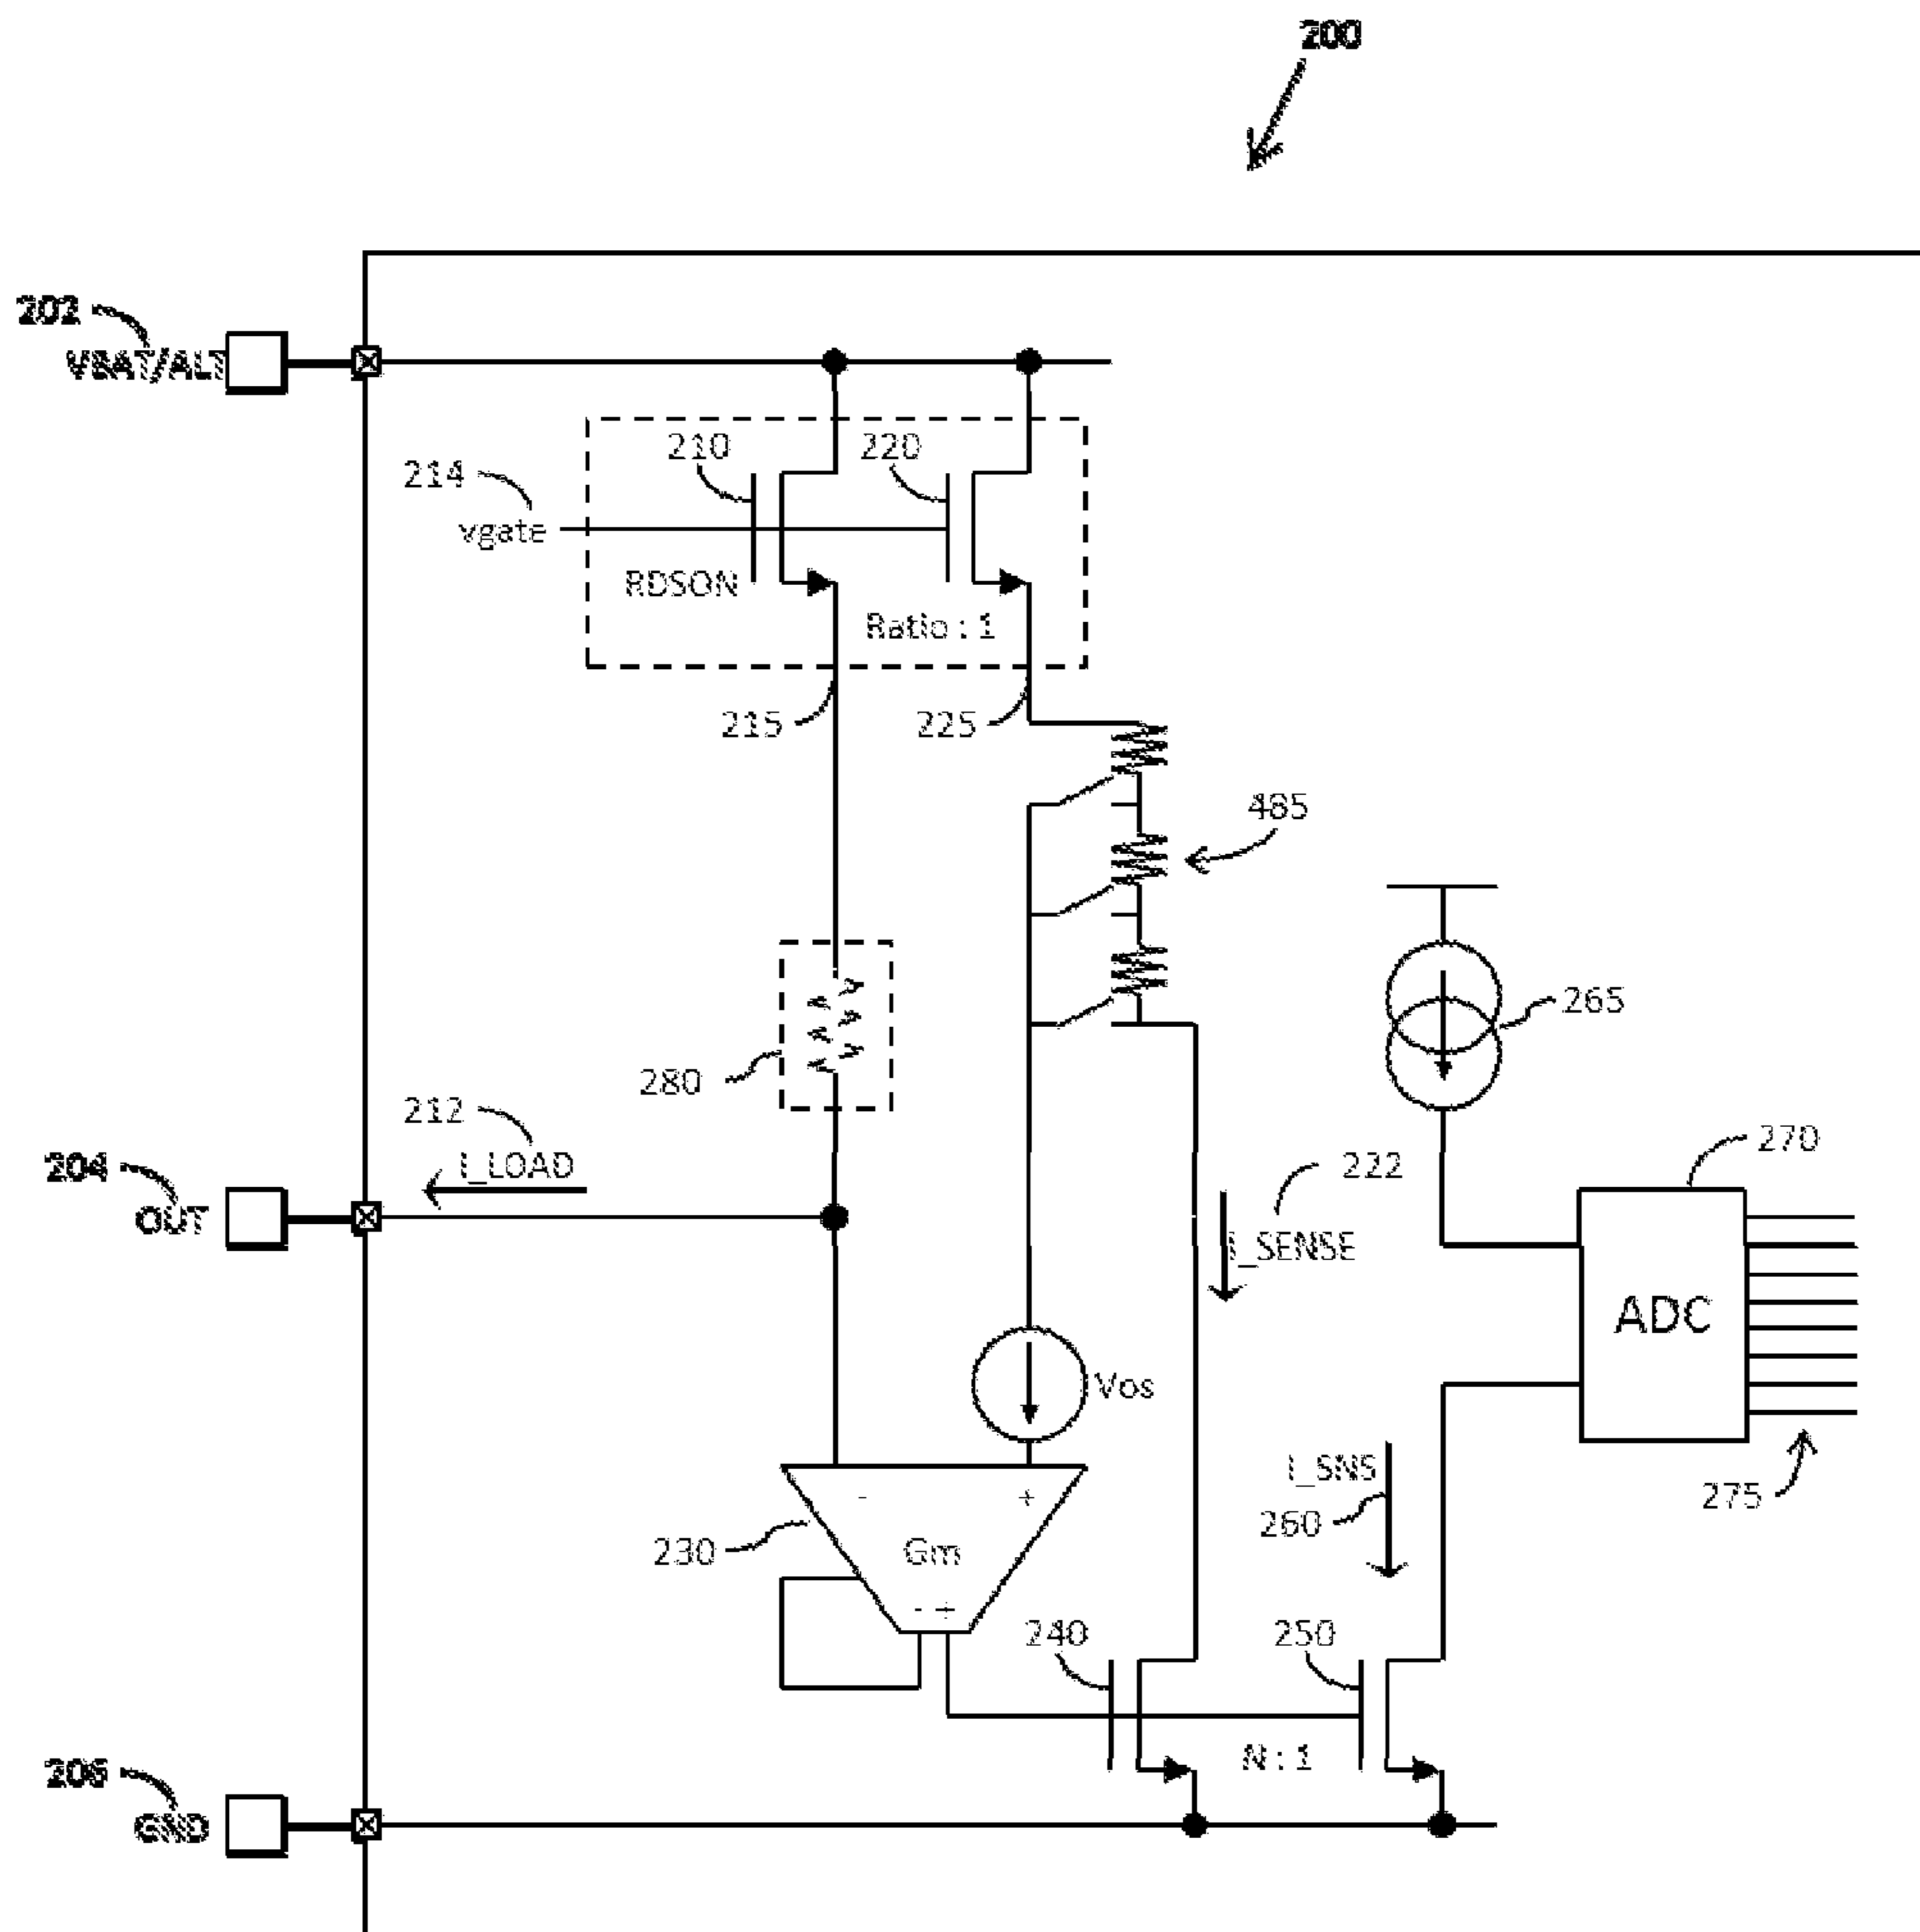 200
202
VBAT/ALT
210
220
214
vgate
RDSON
Ratio : 1
215
225
485
265
280
212
I_LOAD
204
OUT
222
I_SENSE
270
ADC
Vos
I_SNS
260
275
- +
230
Gm
- +
240
250
N : 1
206
GND